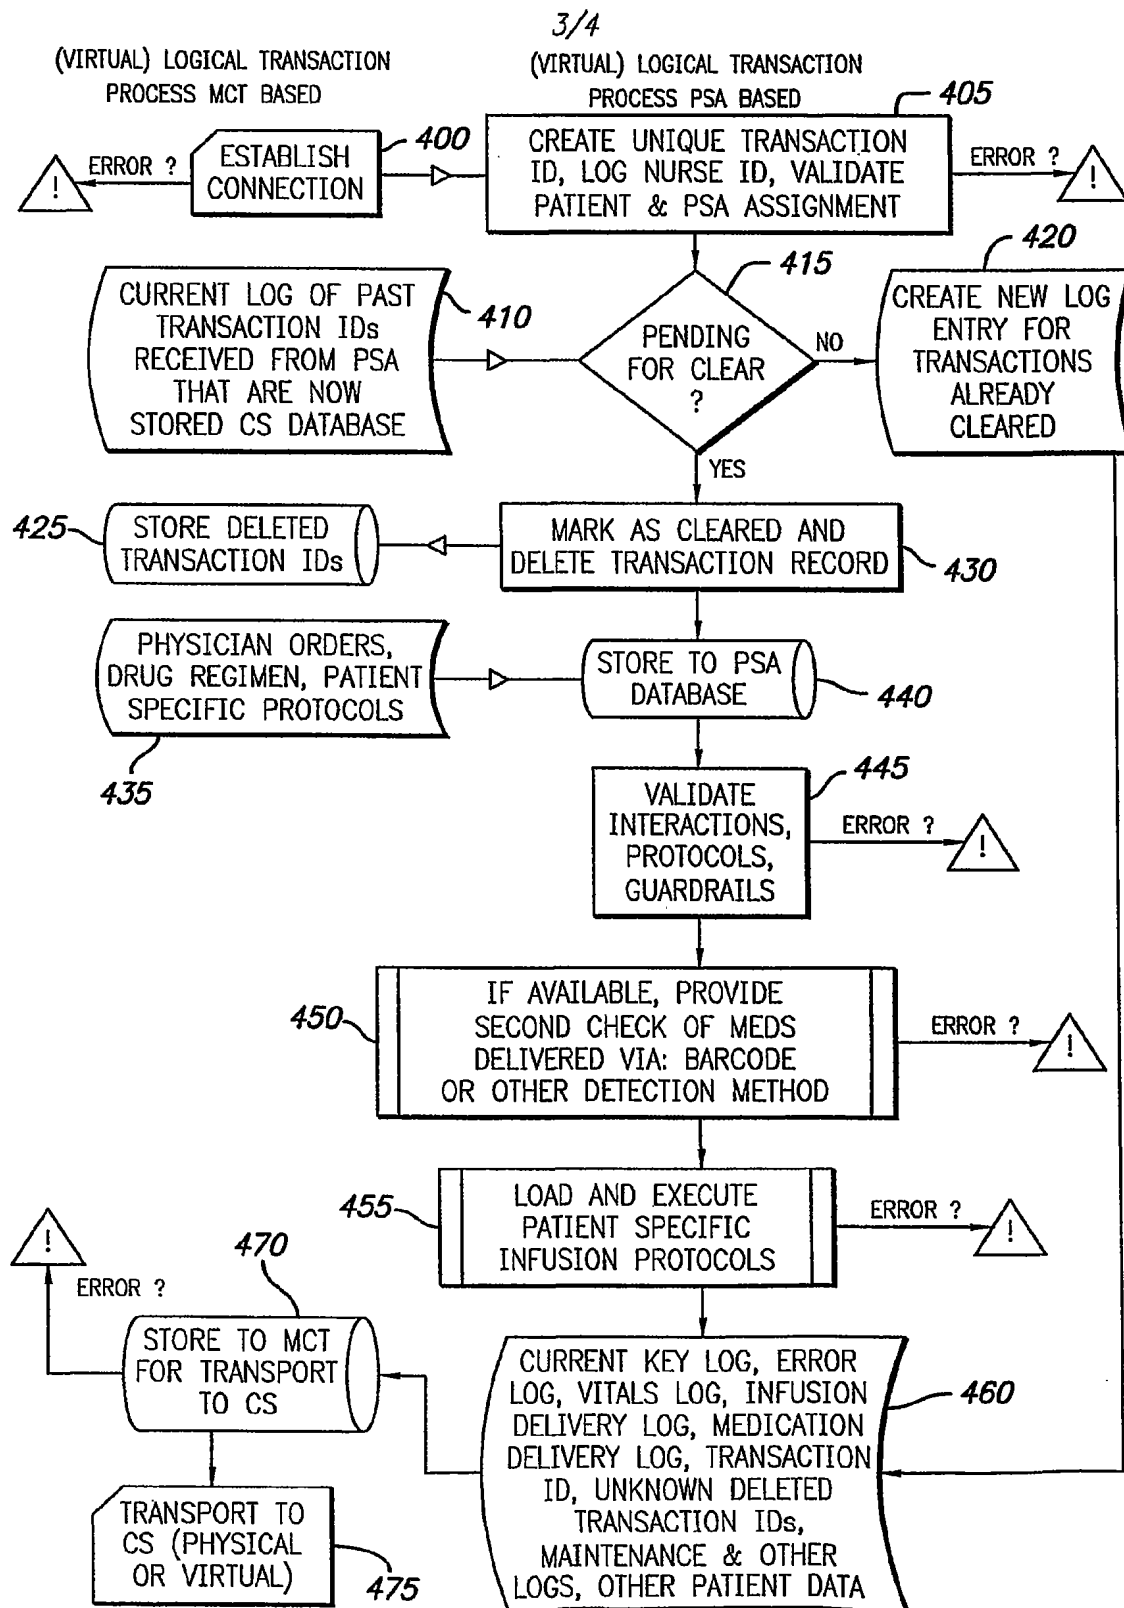 3/4
(VIRTUAL) LOGICAL TRANSACTION
PROCESS MCT BASED
(VIRTUAL) LOGICAL TRANSACTION
PROCESS PSA BASED
405
400
ERROR ?
!
ESTABLISH
CONNECTION
CREATE UNIQUE TRANSACTION
ID, LOG NURSE ID, VALIDATE
PATIENT & PSA ASSIGNMENT
ERROR ?
!
CURRENT LOG OF PAST
TRANSACTION IDs
RECEIVED FROM PSA
THAT ARE NOW
STORED CS DATABASE
410
415
PENDING
FOR CLEAR
?
NO
YES
420
CREATE NEW LOG
ENTRY FOR
TRANSACTIONS
ALREADY
CLEARED
425
STORE DELETED
TRANSACTION IDs
MARK AS CLEARED AND
DELETE TRANSACTION RECORD
430
PHYSICIAN ORDERS,
DRUG REGIMEN, PATIENT
SPECIFIC PROTOCOLS
435
STORE TO PSA
DATABASE
440
VALIDATE
INTERACTIONS,
PROTOCOLS,
GUARDRAILS
445
ERROR ?
!
450
IF AVAILABLE, PROVIDE
SECOND CHECK OF MEDS
DELIVERED VIA: BARCODE
OR OTHER DETECTION METHOD
ERROR ?
!
455
LOAD AND EXECUTE
PATIENT SPECIFIC
INFUSION PROTOCOLS
ERROR ?
!
!
ERROR ?
470
STORE TO MCT
FOR TRANSPORT
TO CS
CURRENT KEY LOG, ERROR
LOG, VITALS LOG, INFUSION
DELIVERY LOG, MEDICATION
DELIVERY LOG, TRANSACTION
ID, UNKNOWN DELETED
TRANSACTION IDs,
MAINTENANCE & OTHER
LOGS, OTHER PATIENT DATA
460
TRANSPORT TO
CS (PHYSICAL
OR VIRTUAL)
475